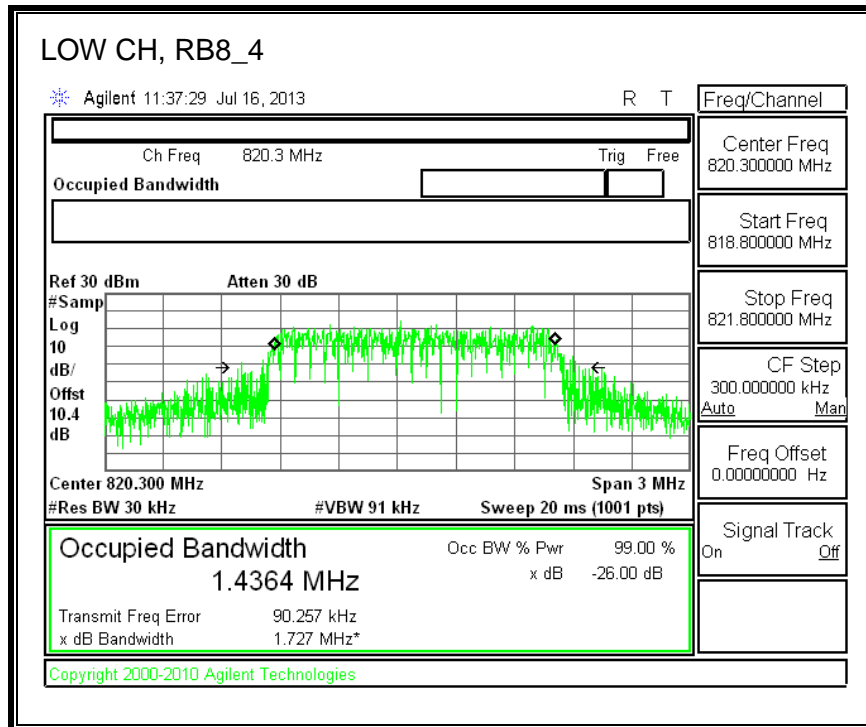 LOW CH, RB8_4
Agilent 11:37:29 Jul 16, 2013 R T
Ch Freq 820.3 MHz Trig Free
Occupied Bandwidth
Ref 30 dBm Atten 30 dB
#Samp
Log
10
dB/
Offst
10.4
dB
Center 820.300 MHz Span 3 MHz
#Res BW 30 kHz #VBW 91 kHz Sweep 20 ms (1001 pts)
Occupied Bandwidth Occ BW % Pwr 99.00 %
1.4364 MHz x dB -26.00 dB
Transmit Freq Error 90.257 kHz
x dB Bandwidth 1.727 MHz*
Copyright 2000-2010 Agilent Technologies
Freq/Channel
Center Freq
820.300000 MHz
Start Freq
818.800000 MHz
Stop Freq
821.800000 MHz
CF Step
300.000000 kHz
Auto Man
Freq Offset
0.00000000 Hz
Signal Track
On Off